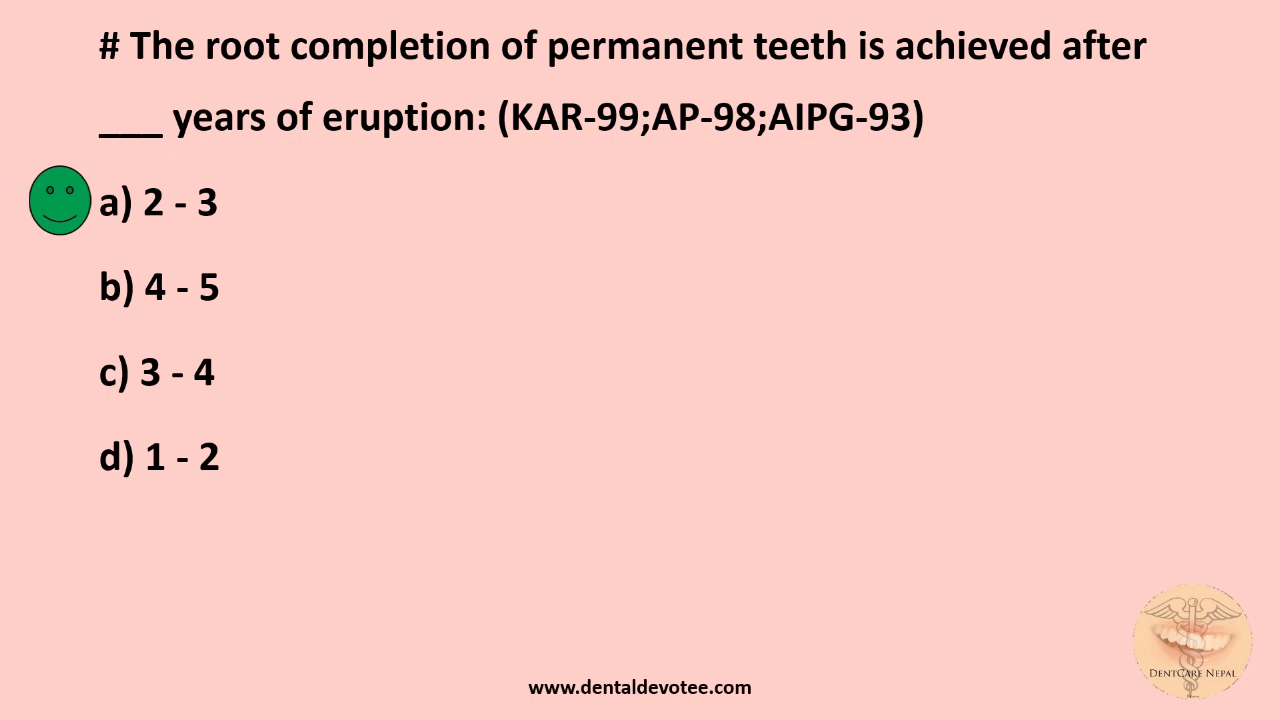 # The root completion of permanent teeth is achieved after
___ years of eruption: (KAR-99;AP-98;AIPG-93)
a) 2 - 3
b) 4 - 5
c) 3 - 4
d) 1 - 2
DENTCARE NEPAL
www.dentaldevotee.com